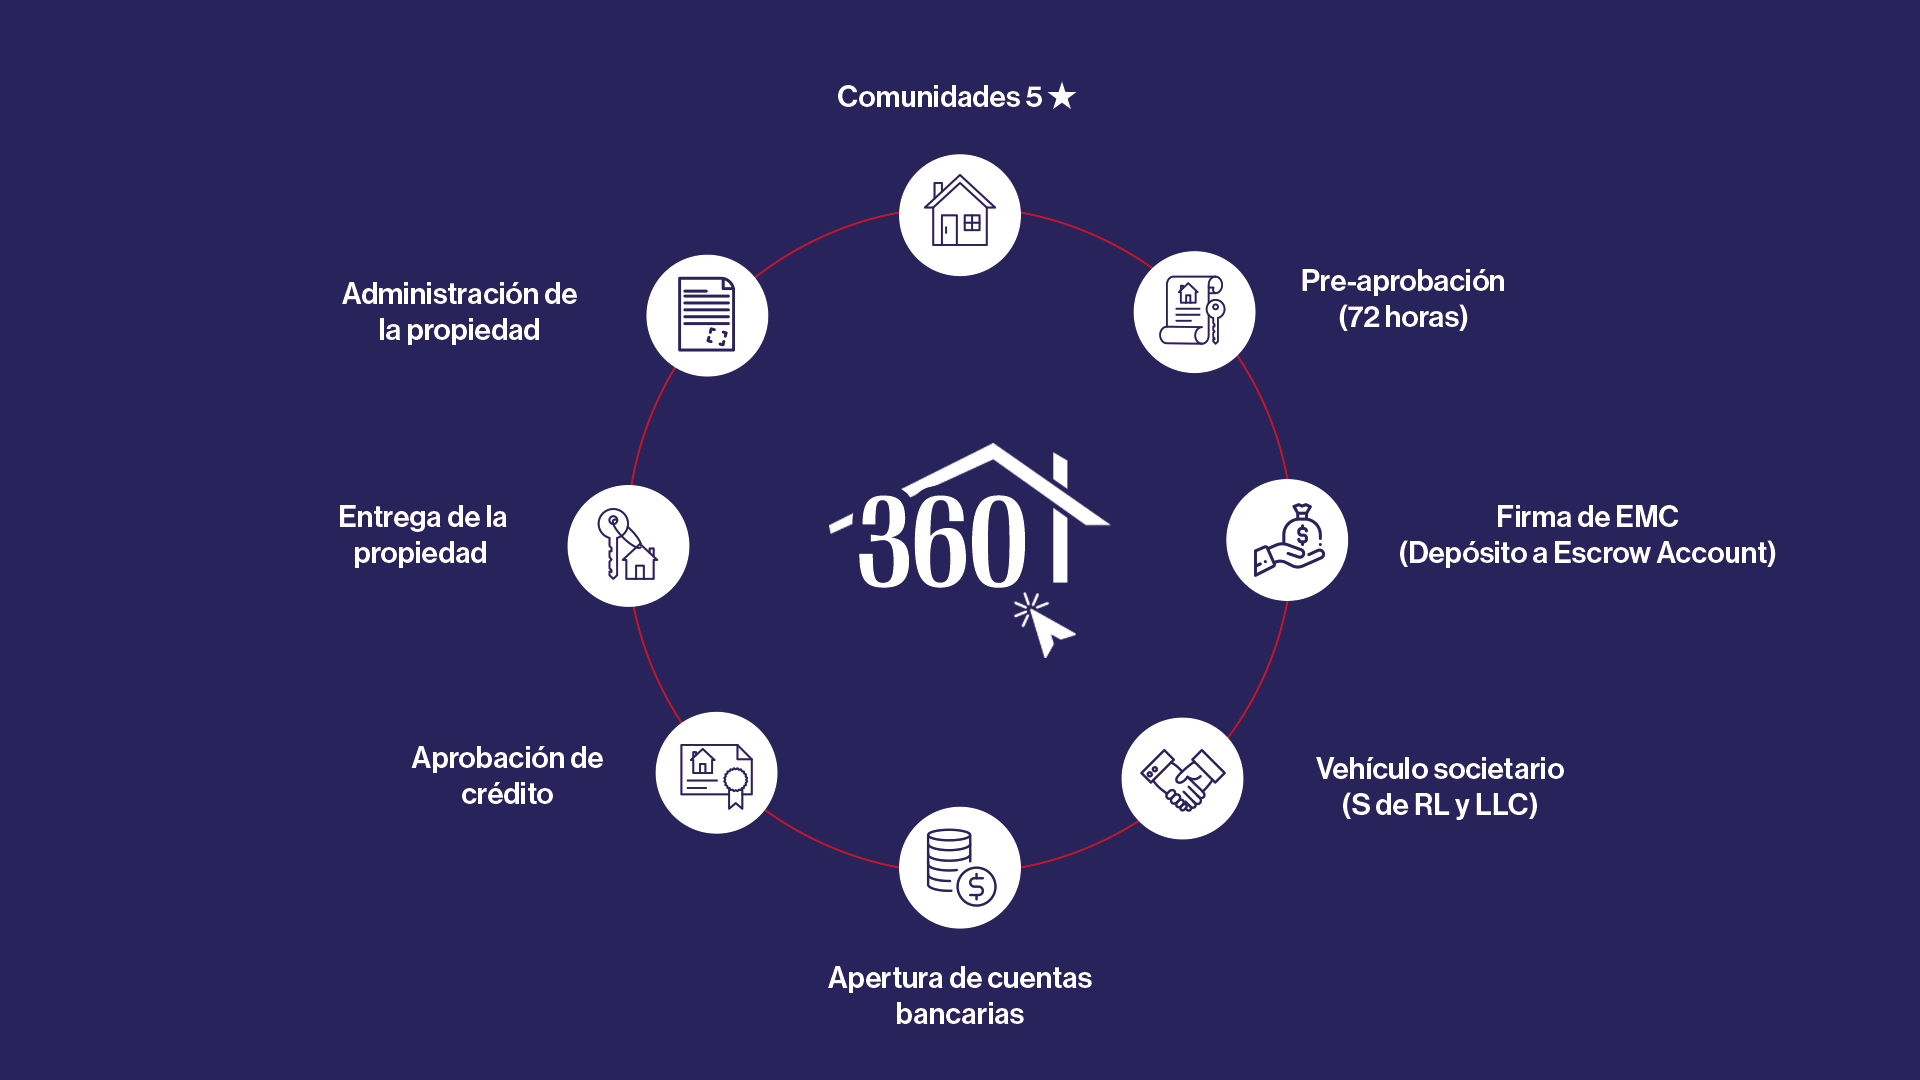 Comunidades 5 ★
Pre-aprobación
(72 horas)
Firma de EMC
(Depósito a Escrow Account)
Vehículo societario
(S de RL y LLC)
Apertura de cuentas
bancarias
Aprobación de
crédito
Entrega de la
propiedad
Administración de
la propiedad
360
$
$